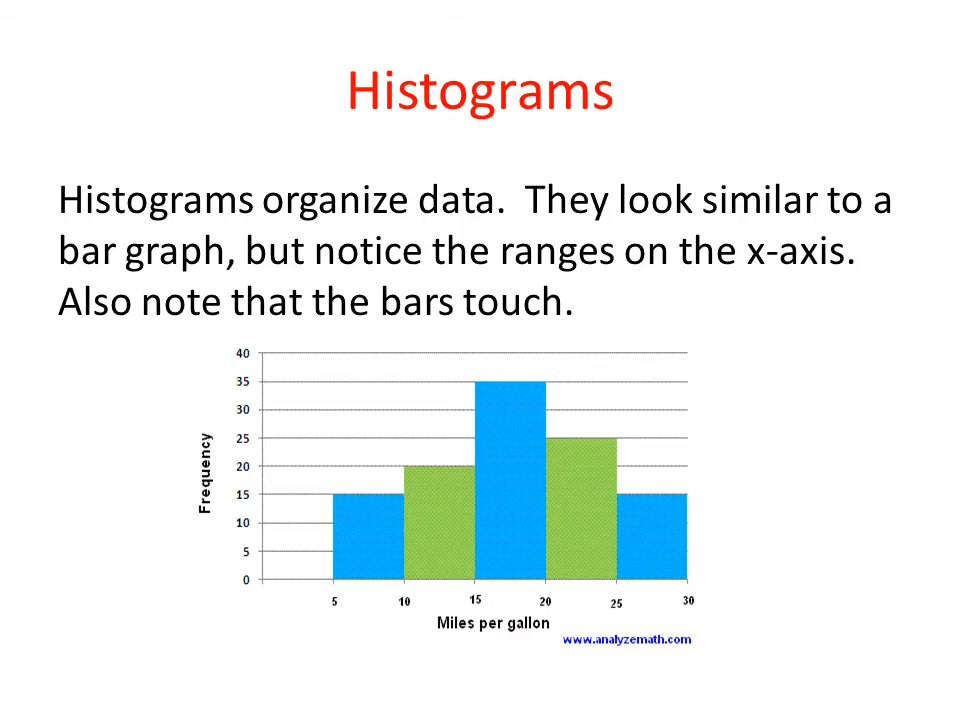 Histograms
Histograms organize data. They look similar to a
bar graph, but notice the ranges on the x-axis.
Also note that the bars touch.
40
35
30
25
20
15
10
5
0
Frequency
5 10 15 20 25 30
Miles per gallon
www.analyzemath.com